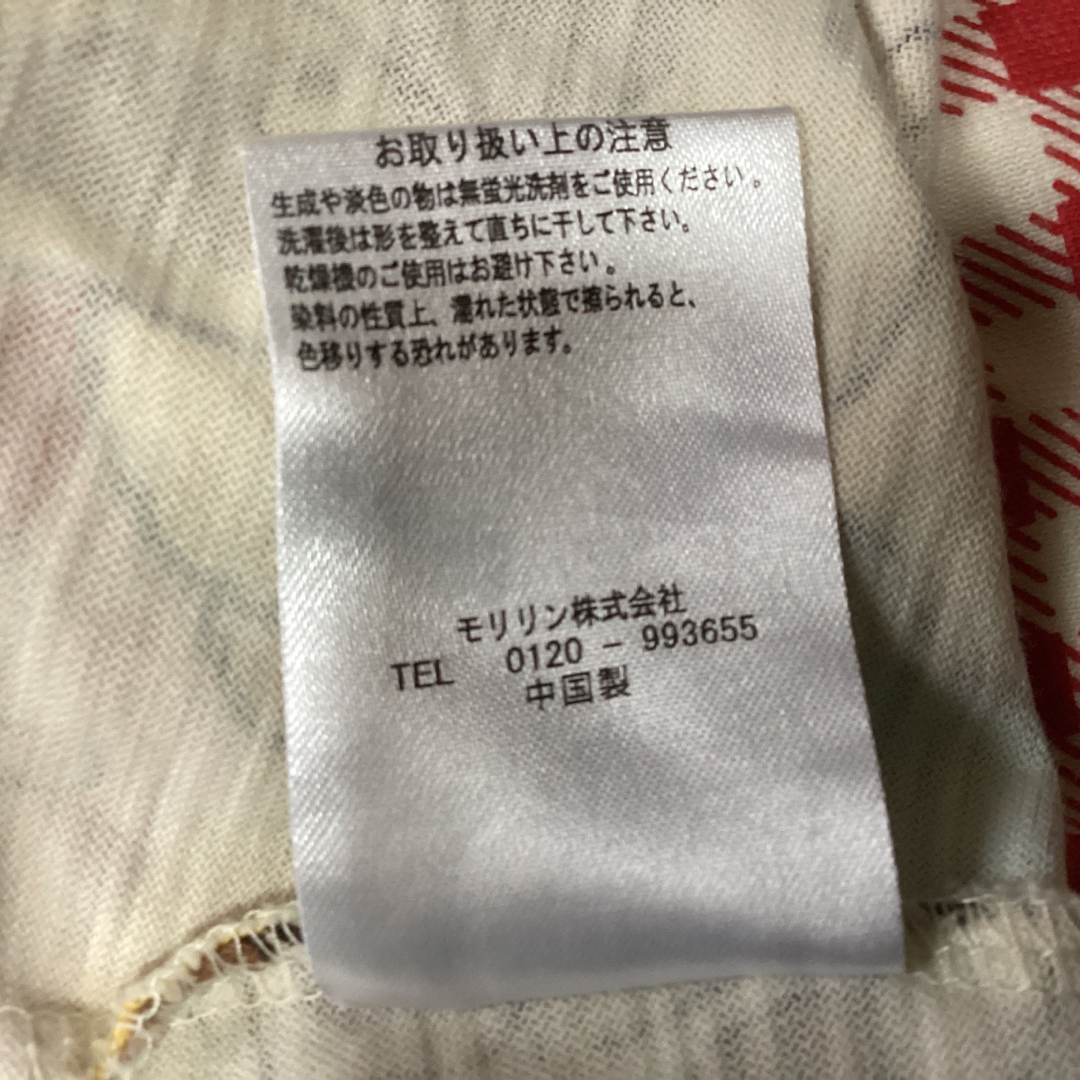 お取り扱い上の注意
生成や淡色の物は無蛍光洗剤をご使用ください。
洗濯後は形を整えて直ちに干して下さい。
乾燥機のご使用はお避け下さい。
染料の性質上、濡れた状態で擦られると、
色移りする恐れがあります。
モリリン株式会社
TEL 0120 - 993655
中国製